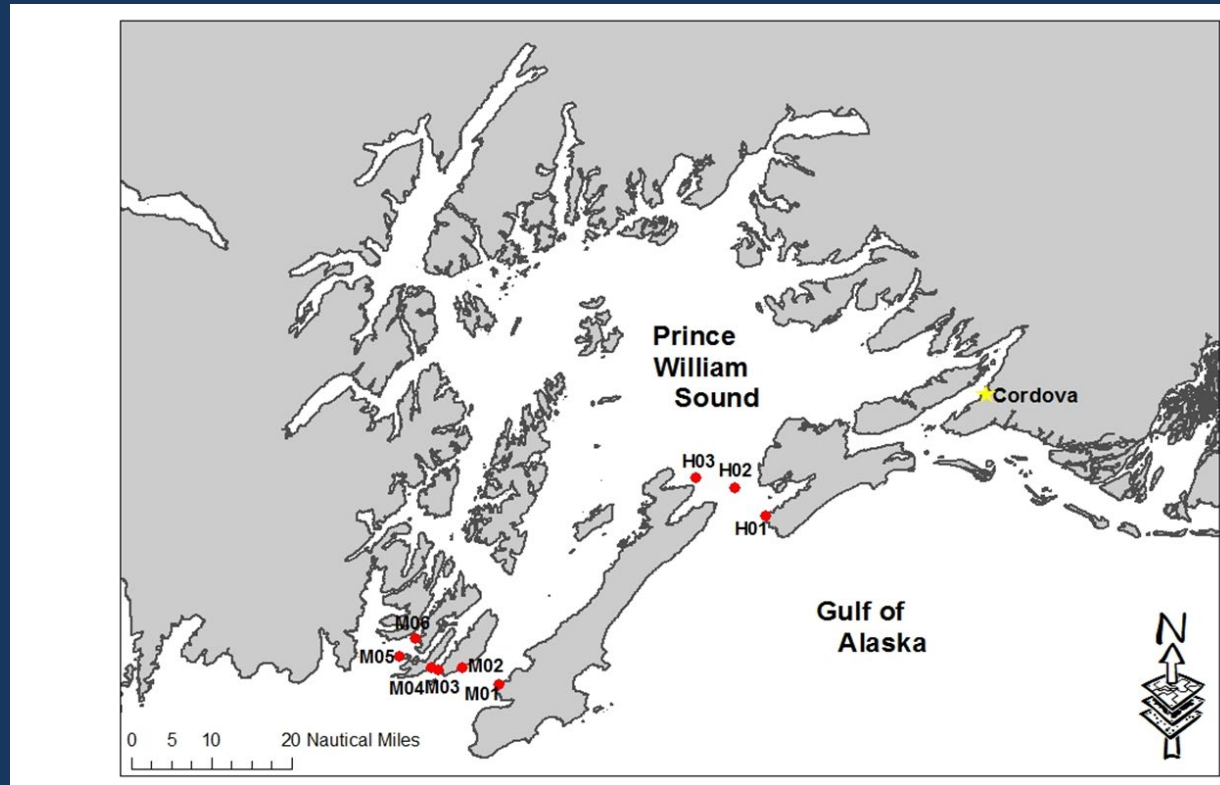 Prince
William
Sound
Cordova
H03
H02
H01
Gulf of
Alaska
M06
M05
M04
M03
M02
M01
N
0 5 10 20 Nautical Miles